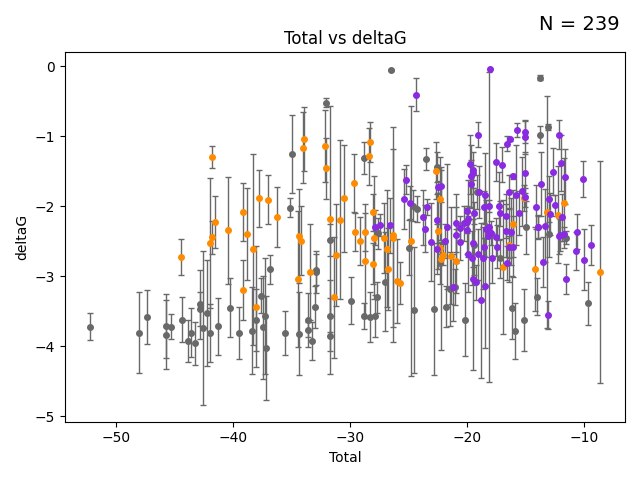 N = 239
Total vs deltaG
deltaG
0
−1
−2
−3
−4
−5
−50
−40
−30
−20
−10
Total